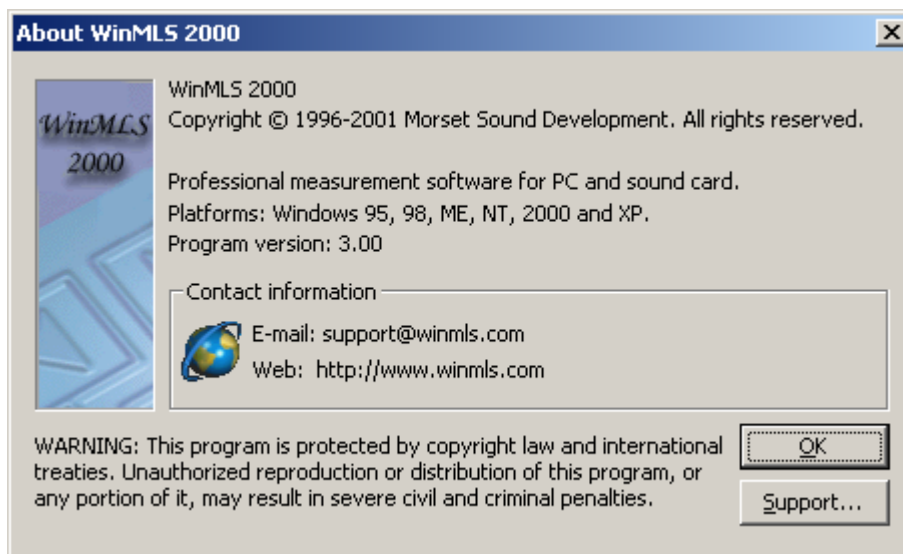 About WinMLS 2000
WinMLS
2000
WinMLS 2000
Copyright © 1996-2001 Morset Sound Development. All rights reserved.
Professional measurement software for PC and sound card.
Platforms: Windows 95, 98, ME, NT, 2000 and XP.
Program version: 3.00
Contact information
E-mail: support@winmls.com
Web: http://www.winmls.com
WARNING: This program is protected by copyright law and international
treaties. Unauthorized reproduction or distribution of this program, or
any portion of it, may result in severe civil and criminal penalties.
OK
Support...